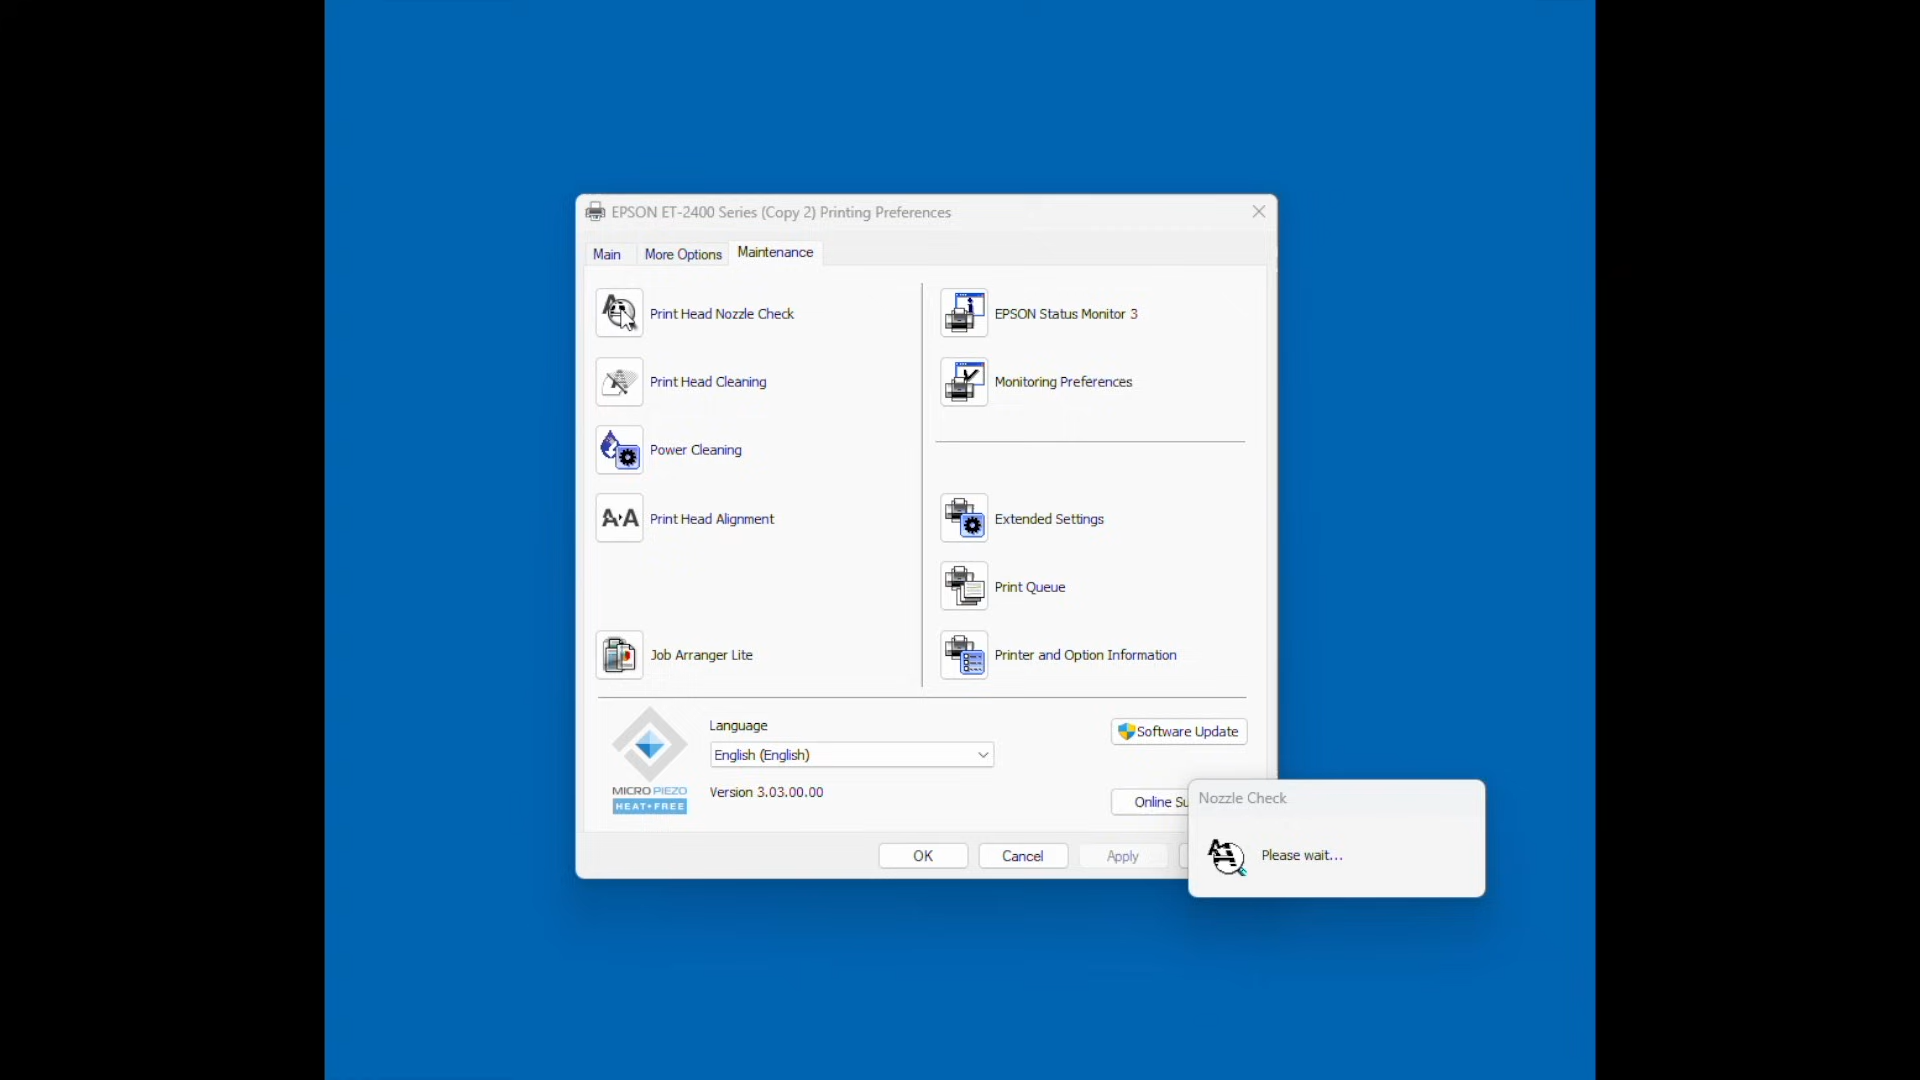 EPSON ET-2400 Series (Copy 2) Printing Preferences
Main
More Options
Maintenance
Print Head Nozzle Check
EPSON Status Monitor 3
Print Head Cleaning
Monitoring Preferences
Power Cleaning
Print Head Alignment
Extended Settings
Print Queue
Job Arranger Lite
Printer and Option Information
Language
Software Update
English (English)
MICRO PIEZO
HEAT•FREE
Version 3.03.00.00
Online Su
Nozzle Check
Please wait...
OK
Cancel
Apply